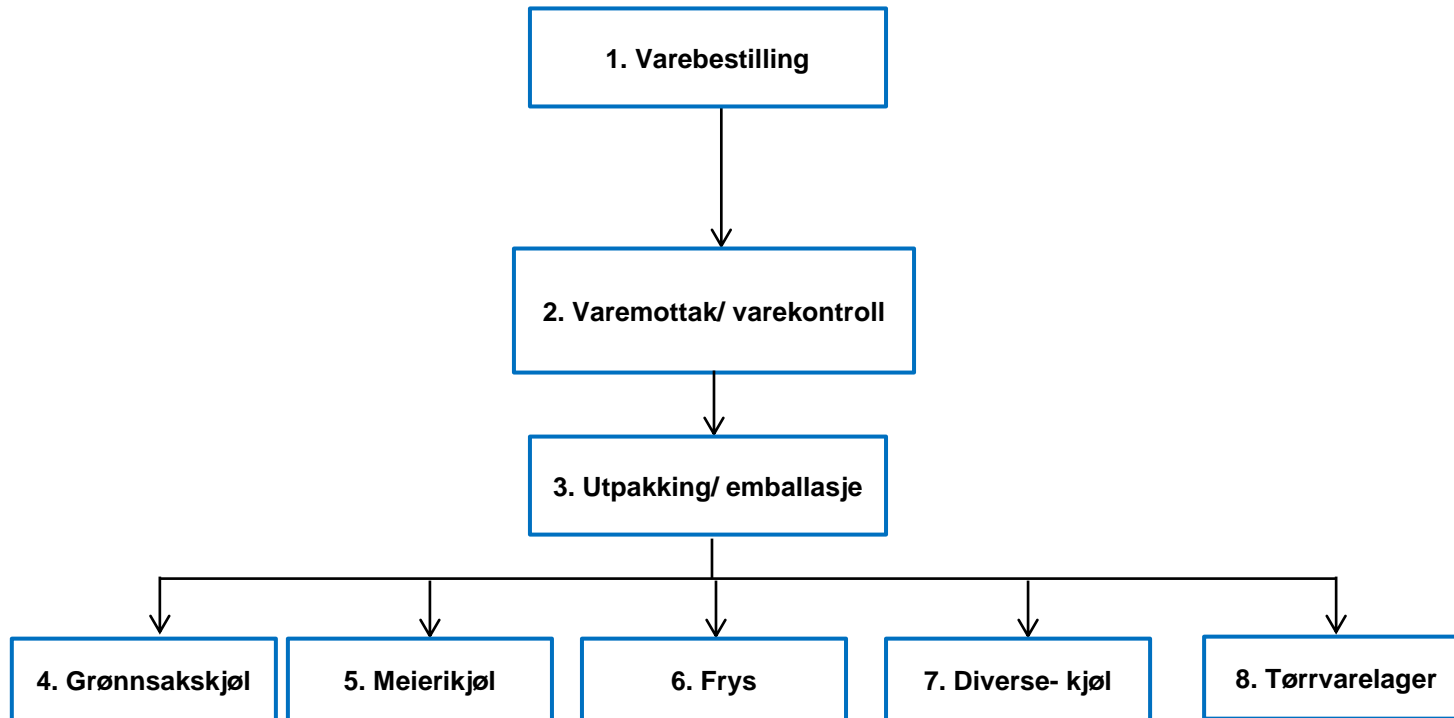 1. Varebestilling
2. Varemottak/ varekontroll
3. Utpakking/ emballasje
4. Grønnsakskjøl
5. Meierikjøl
6. Frys
7. Diverse- kjøl
8. Tørrvarelager